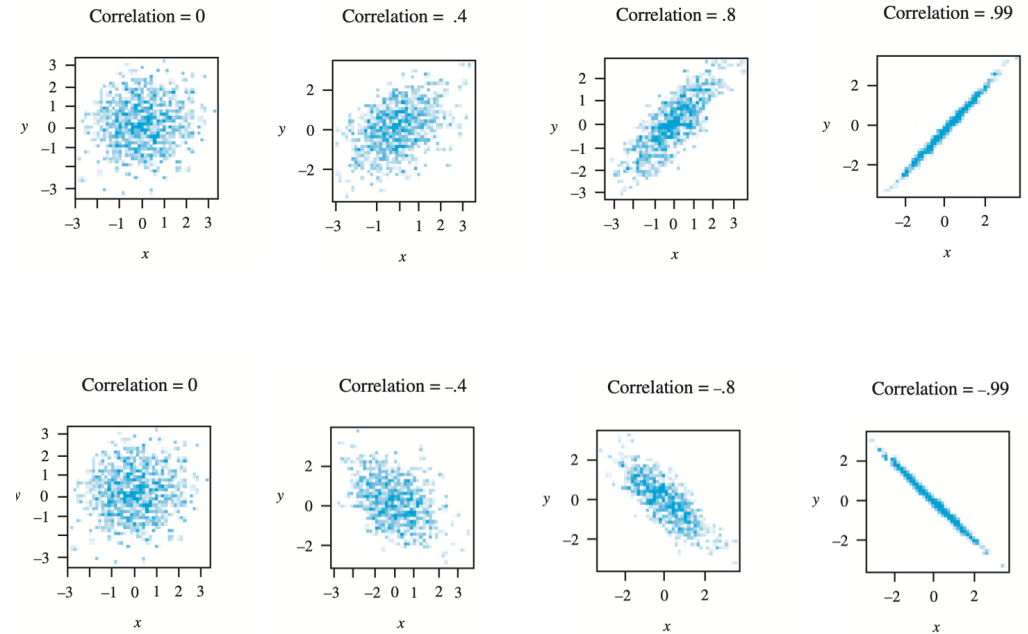 Correlation = 0
Correlation = .4
Correlation = .8
Correlation = .99
3
2
1
y 0
–1
–3
–3 –1 0 1 2 3
x
2
y 0
–2
–3 –1 1 2 3
x
2
1
y 0
–1
–2
–3
–3 –1 0 1 2 3
x
2
y 0
–2
–2 0 2
x
Correlation = 0
Correlation = –.4
Correlation = –.8
Correlation = –.99
3
2
1
y 0
–1
–3
–3 –1 0 1 2 3
x
2
y 0
–2
–3 –2 0 1 2 3
x
2
y 0
–2
–2 0 2
x
2
y 0
–2
–2 0 2
x